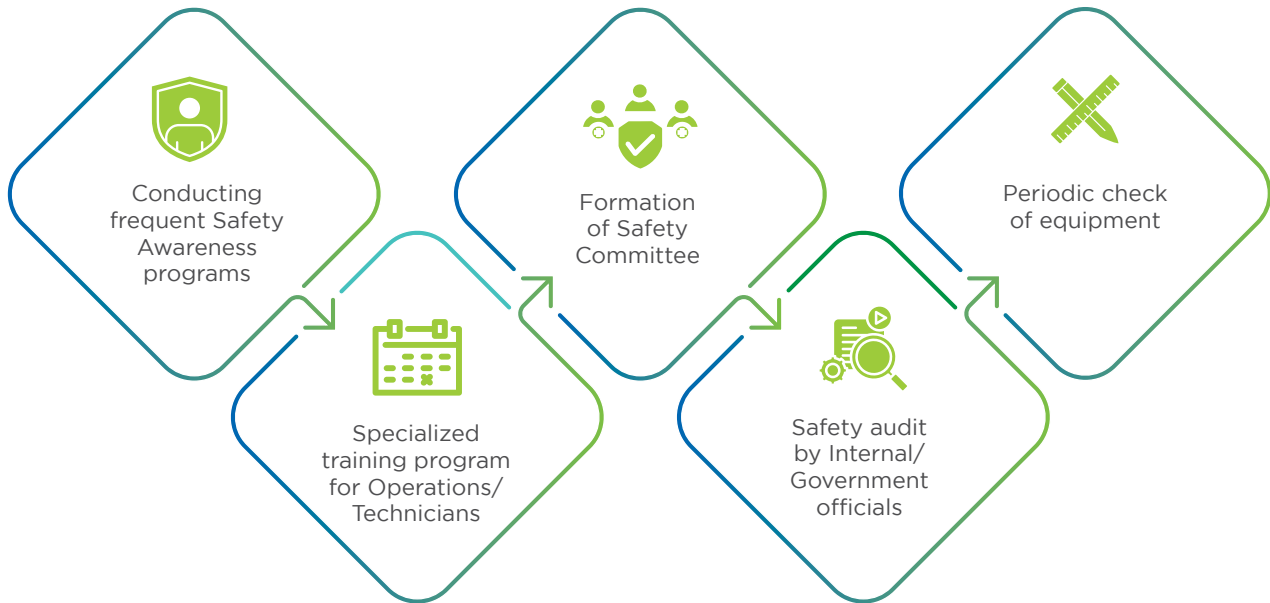 Conducting
frequent Safety
Awareness
programs
Specialized
training program
for Operations/
Technicians
Formation
of Safety
Committee
Safety audit
by Internal/
Government
officials
Periodic check
of equipment